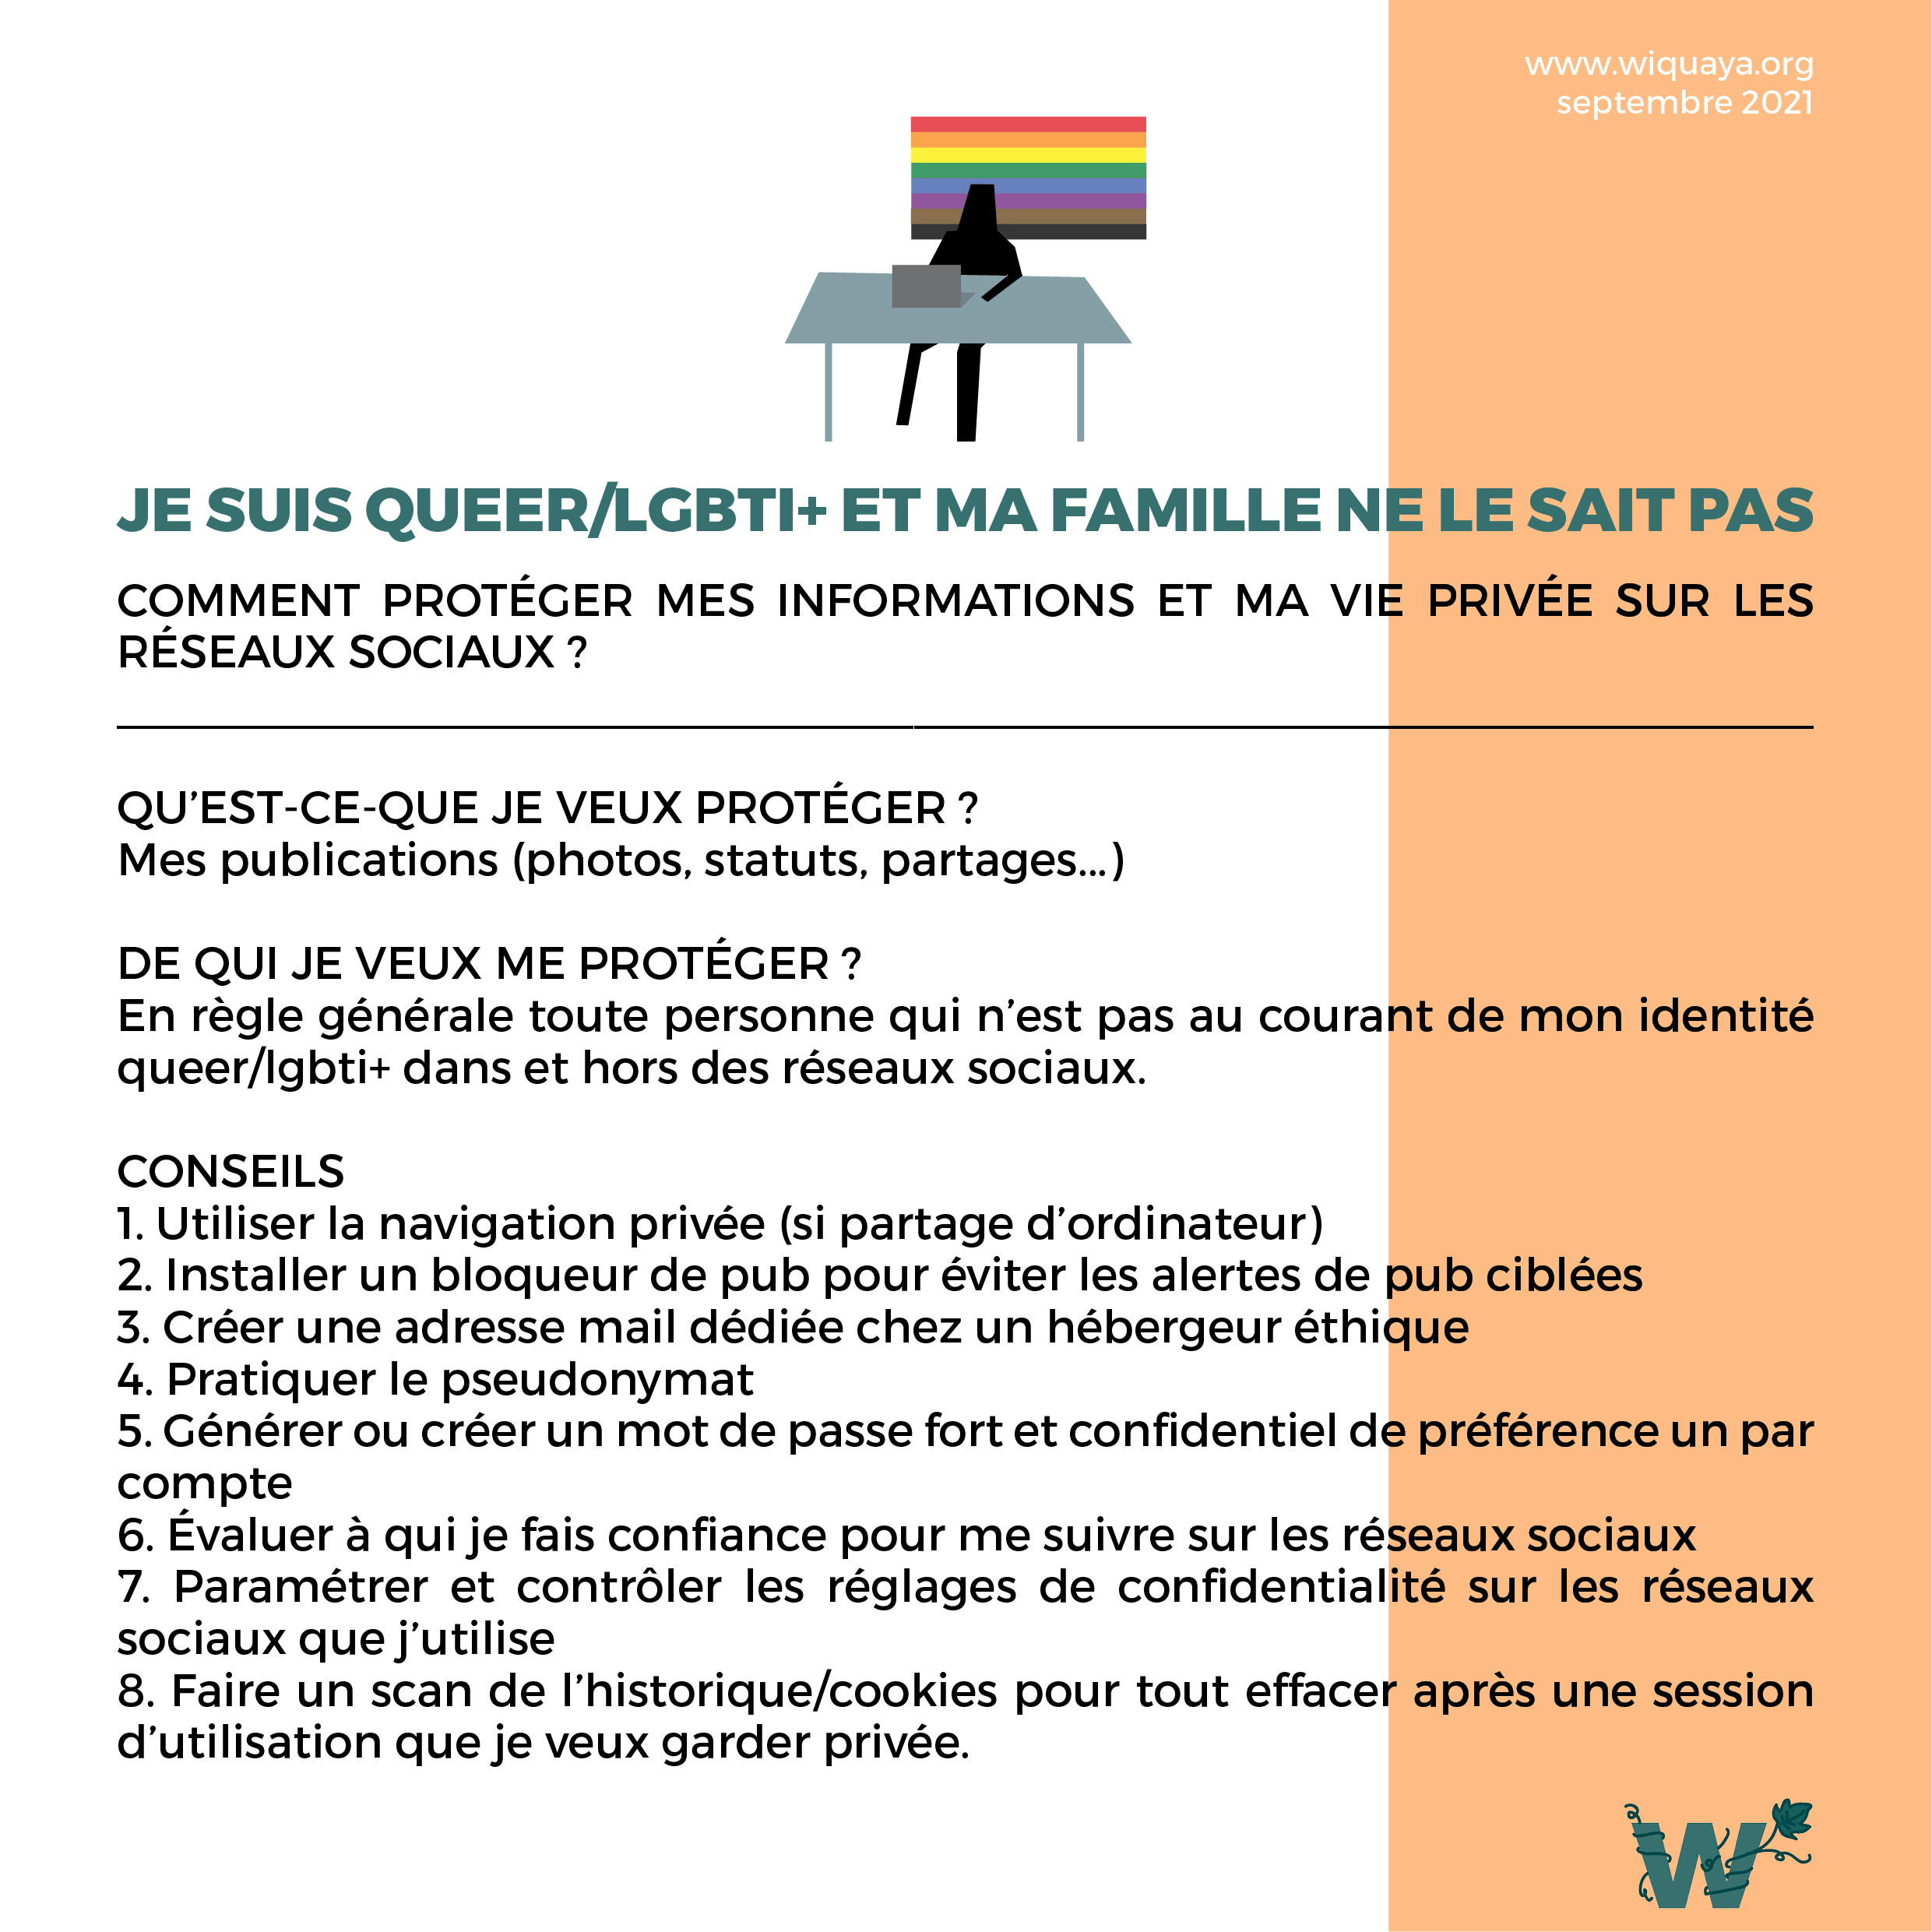 www.wiquaya.org
septembre 2021
JE SUIS QUEER/LGBTI+ ET MA FAMILLE NE LE SAIT PAS
COMMENT PROTÉGER MES INFORMATIONS ET MA VIE PRIVÉE SUR LES
RÉSEAUX SOCIAUX ?
QU’EST-CE-QUE JE VEUX PROTÉGER ?
Mes publications (photos, statuts, partages...)
DE QUI JE VEUX ME PROTÉGER ?
En règle générale toute personne qui n’est pas au courant de mon identité
queer/lgbti+ dans et hors des réseaux sociaux.
CONSEILS
1. Utiliser la navigation privée (si partage d’ordinateur)
2. Installer un bloqueur de pub pour éviter les alertes de pub ciblées
3. Créer une adresse mail dédiée chez un hébergeur éthique
4. Pratiquer le pseudonymat
5. Générer ou créer un mot de passe fort et confidentiel de préférence un par
compte
6. Évaluer à qui je fais confiance pour me suivre sur les réseaux sociaux
7. Paramétrer et contrôler les réglages de confidentialité sur les réseaux
sociaux que j’utilise
8. Faire un scan de l’historique/cookies pour tout effacer après une session
d’utilisation que je veux garder privée.
W